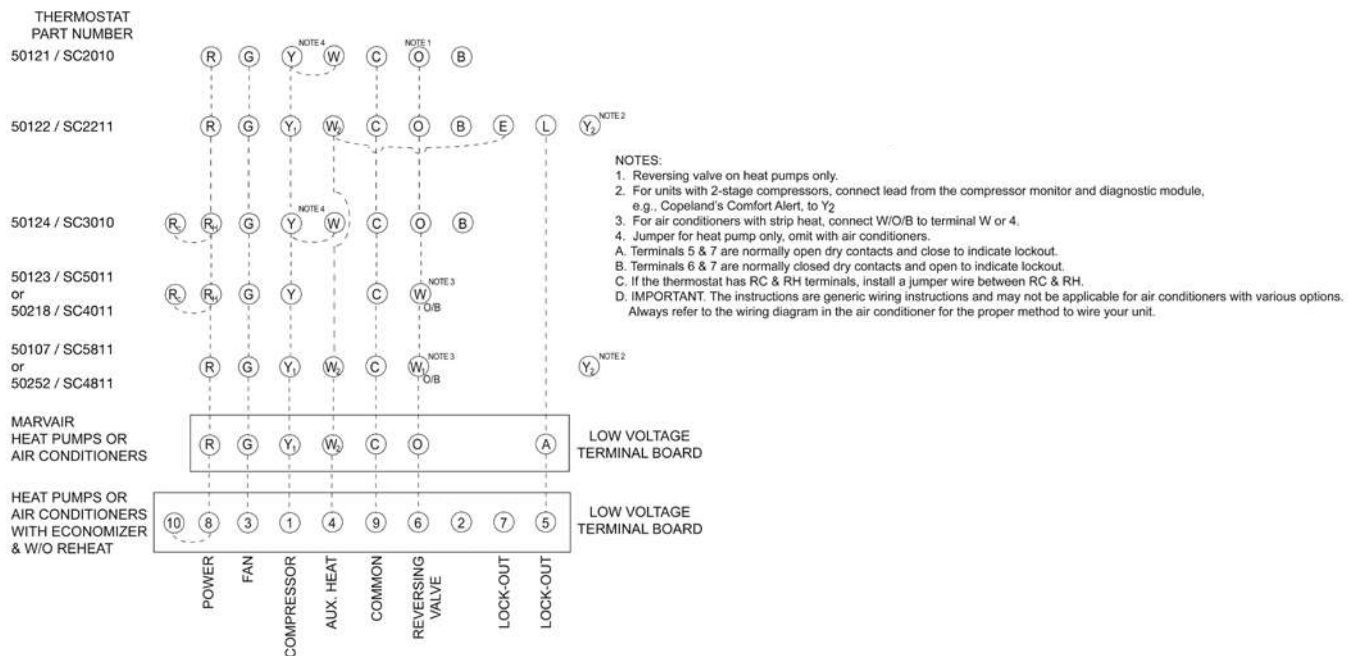 THERMOSTAT
PART NUMBER
50121 / SC2010
R G Y NOTE 4 W C NOTE 1 O B
50122 / SC2211
R G Y1 W2 C O B E L Y2 NOTE 2
50124 / SC3010
RC RH G Y NOTE 4 W C O B
50123 / SC5011
or
50218 / SC4011
RC RH G Y C W NOTE 3
O/B
50107 / SC5811
or
50252 / SC4811
R G Y1 W2 C W1 NOTE 3 Y2 NOTE 2
O/B
MARVAIR
HEAT PUMPS OR
AIR CONDITIONERS
R G Y1 W2 C O A
LOW VOLTAGE
TERMINAL BOARD
HEAT PUMPS OR
AIR CONDITIONERS
WITH ECONOMIZER
& W/O REHEAT
10 8 3 1 4 9 6 2 7 5
LOW VOLTAGE
TERMINAL BOARD
POWER
FAN
COMPRESSOR
AUX. HEAT
COMMON
REVERSING
VALVE
LOCK-OUT
LOCK-OUT
NOTES:
1. Reversing valve on heat pumps only.
2. For units with 2-stage compressors, connect lead from the compressor monitor and diagnostic module,
e.g., Copeland's Comfort Alert, to Y2
3. For air conditioners with strip heat, connect W/O/B to terminal W or 4.
4. Jumper for heat pump only, omit with air conditioners.
A. Terminals 5 & 7 are normally open dry contacts and close to indicate lockout.
B. Terminals 6 & 7 are normally closed dry contacts and open to indicate lockout.
C. If the thermostat has RC & RH terminals, install a jumper wire between RC & RH.
D. IMPORTANT. The instructions are generic wiring instructions and may not be applicable for air conditioners with various options.
Always refer to the wiring diagram in the air conditioner for the proper method to wire your unit.